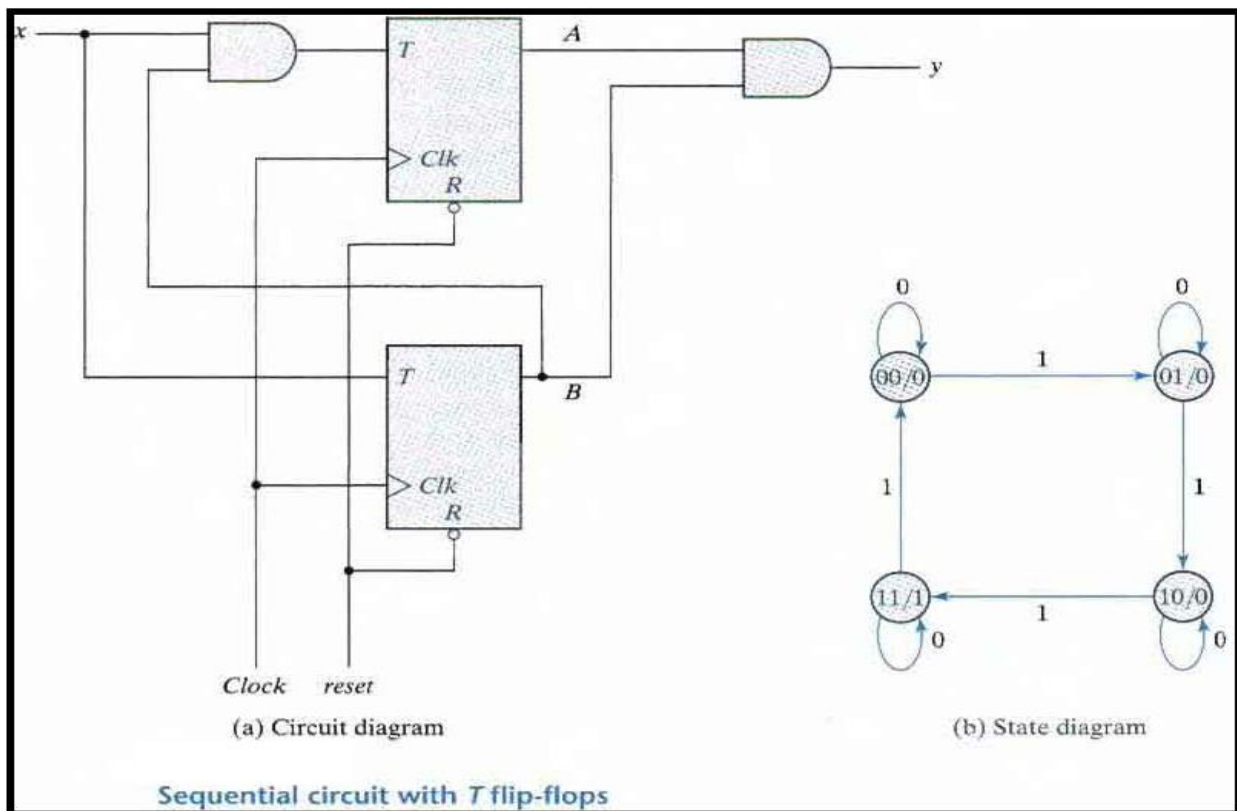 x
T
A
y
Clk
R
T
B
Clk
R
Clock reset
(a) Circuit diagram
0 0
00/0 1 01/0
1 1
11/1 1 10/0
0 0
(b) State diagram
Sequential circuit with T flip-flops